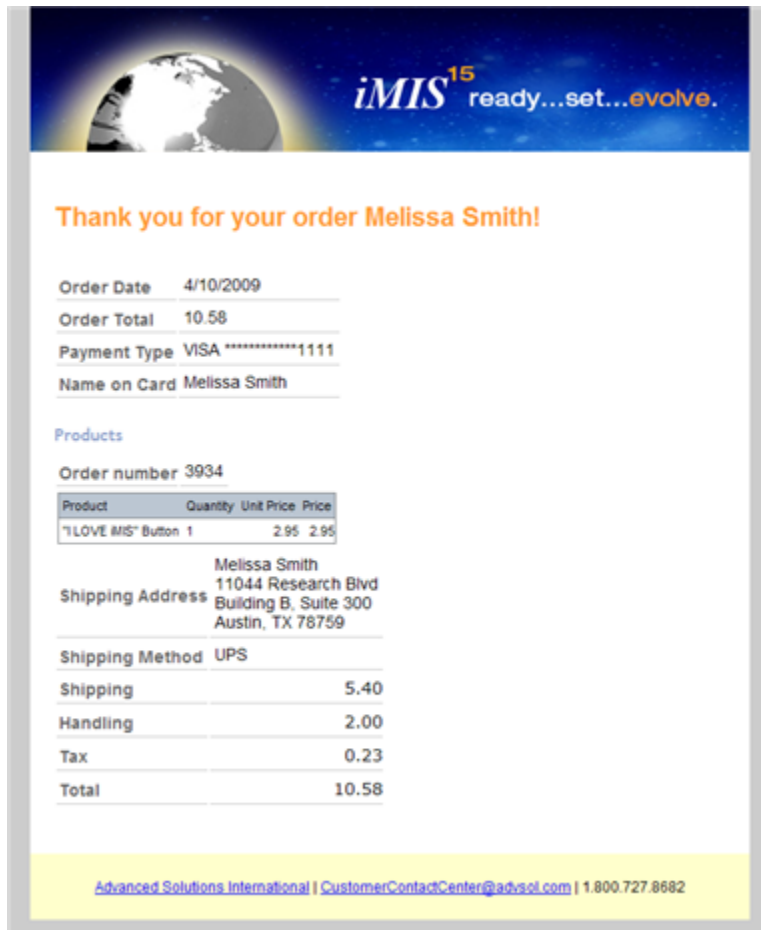 iMIS15 ready...set...evolve.
Thank you for your order Melissa Smith!
Order Date 4/10/2009
Order Total 10.58
Payment Type VISA ************1111
Name on Card Melissa Smith
Products
Order number 3934
Product Quantity Unit Price Price
"I LOVE iMIS" Button 1 2.95 2.95
Shipping Address Melissa Smith
11044 Research Blvd
Building B, Suite 300
Austin, TX 78759
Shipping Method UPS
Shipping 5.40
Handling 2.00
Tax 0.23
Total 10.58
Advanced Solutions International | CustomerContactCenter@advsol.com | 1.800.727.8682